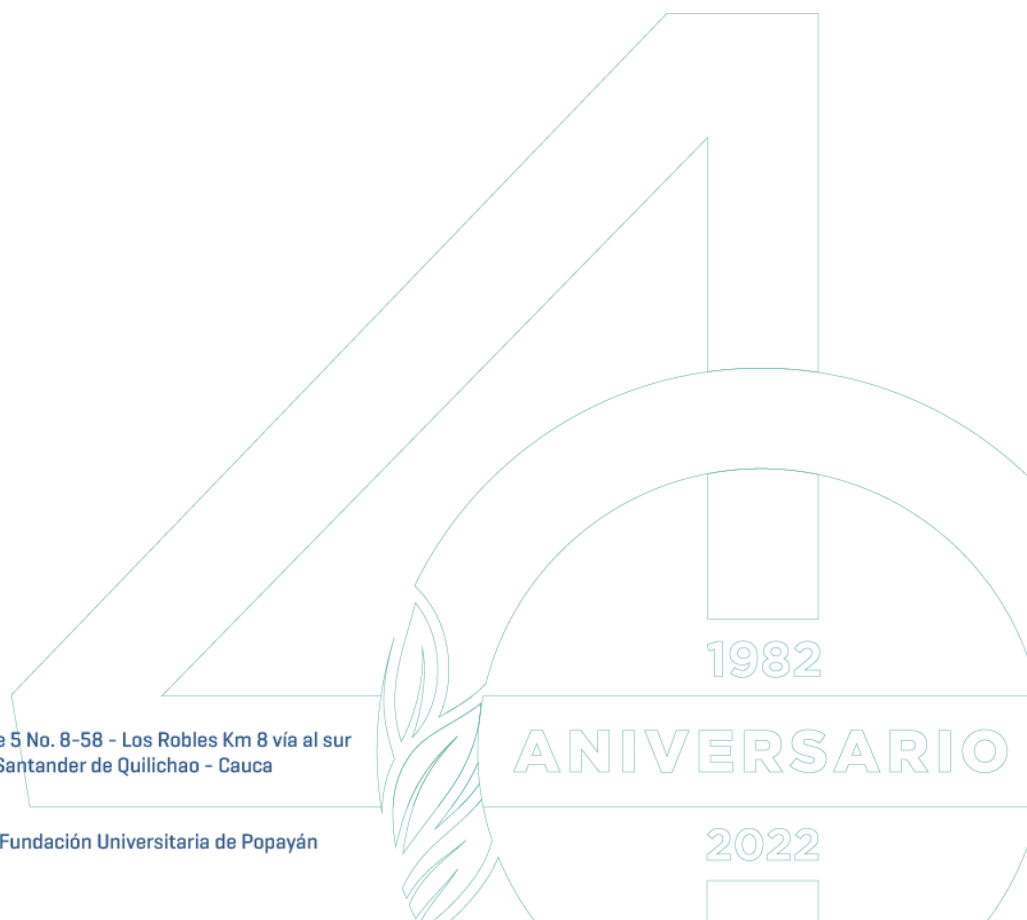 1982
5 No. 8-58 - Los Robles Km 8 vía al sur
ANIVERSARIO
Santander de Quilichao - Cauca
2022
Fundación Universitaria de Popayán